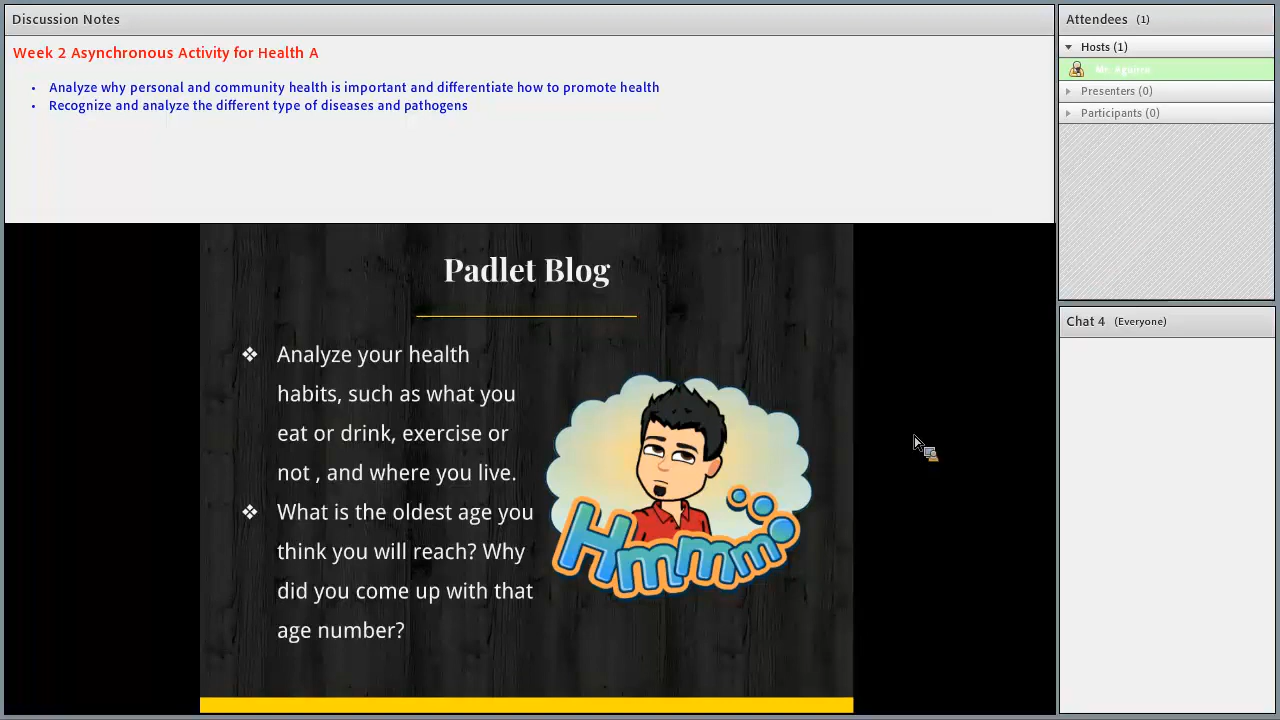 Discussion Notes
Week 2 Asynchronous Activity for Health A
• Analyze why personal and community health is important and differentiate how to promote health
• Recognize and analyze the different type of diseases and pathogens
Padlet Blog
❖ Analyze your health
habits, such as what you
eat or drink, exercise or
not , and where you live.
❖ What is the oldest age you
think you will reach? Why
did you come up with that
age number?
Hmmm
Attendees (1)
Hosts (1)
Mr. Aguirre
Presenters (0)
Participants (0)
Chat 4 (Everyone)